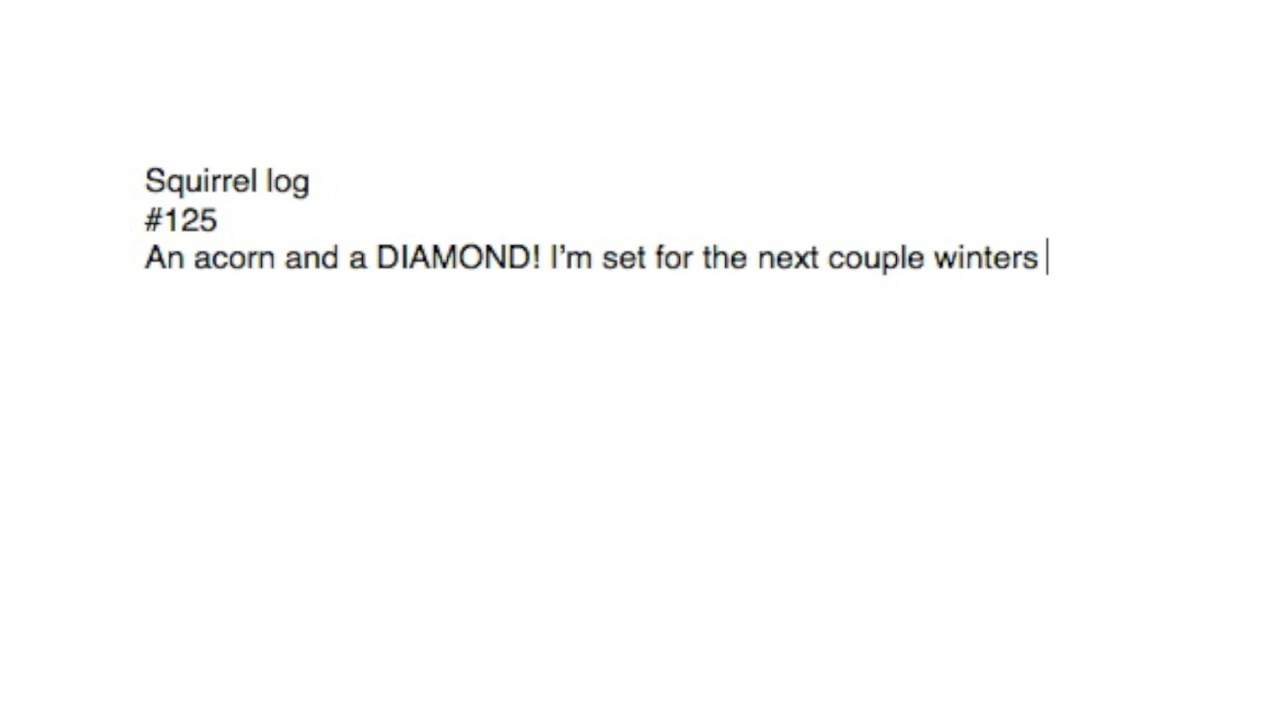 Squirrel log
#125
An acorn and a DIAMOND! I’m set for the next couple winters